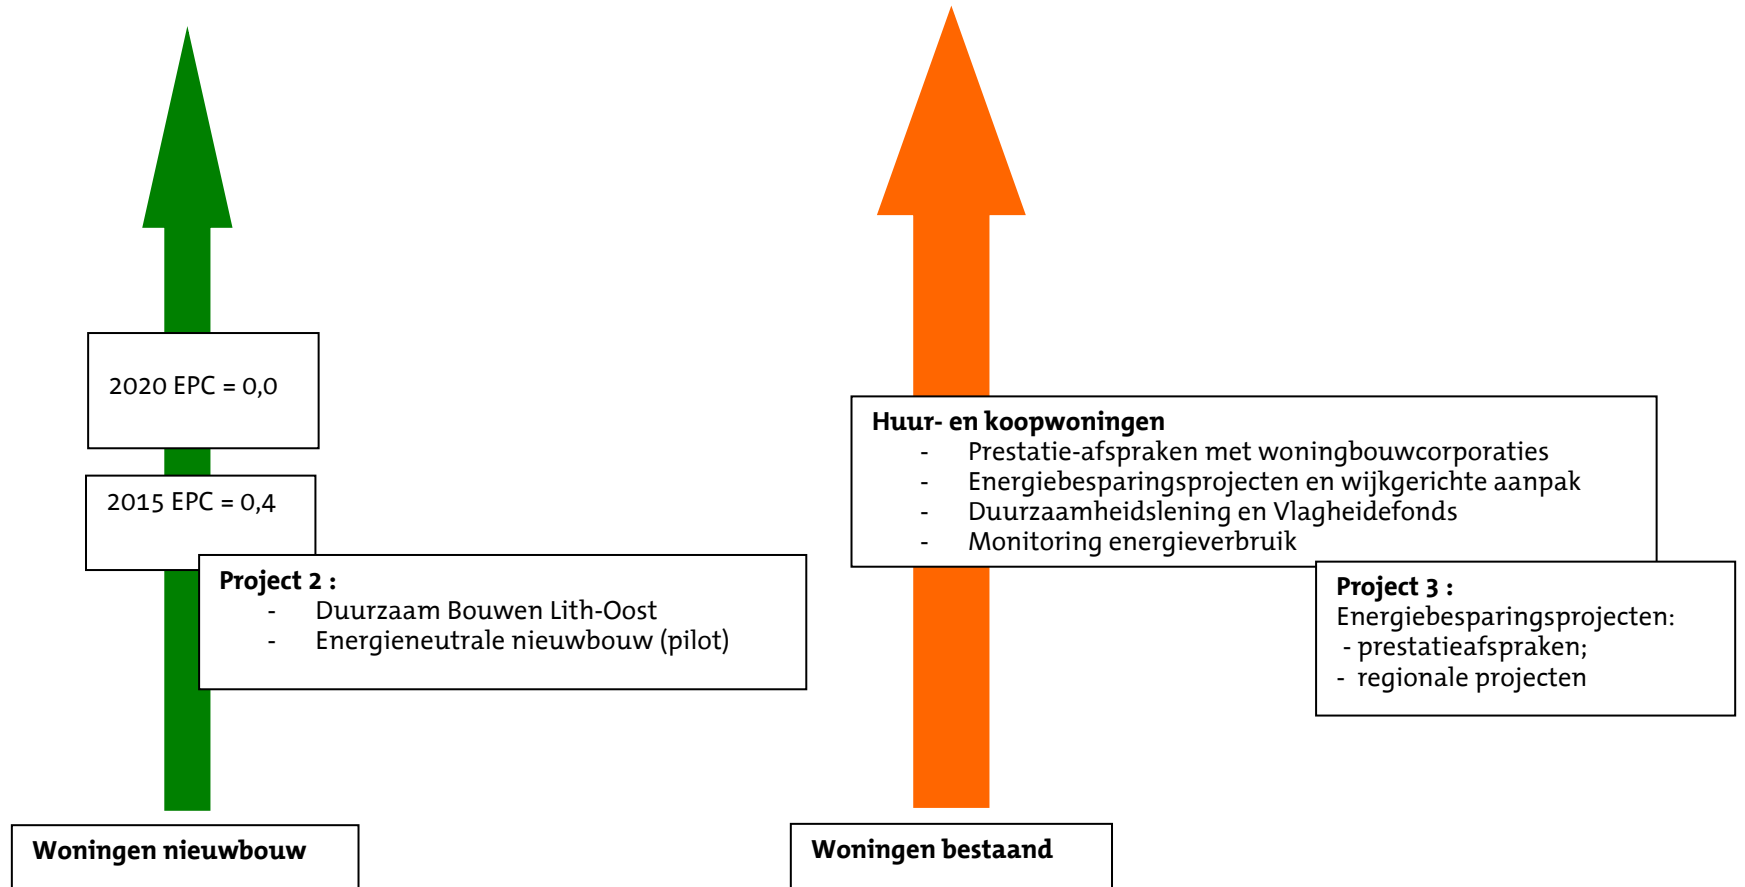 2020 EPC = 0,0
2015 EPC = 0,4
Project 2 :
- Duurzaam Bouwen Lith-Oost
- Energieneutrale nieuwbouw (pilot)
Woningen nieuwbouw
Huur- en koopwoningen
- Prestatie-afspraken met woningbouwcorporaties
- Energiebesparingsprojecten en wijkgerichte aanpak
- Duurzaamheidslening en Vlagheidefonds
- Monitoring energieverbruik
Project 3 :
Energiebesparingsprojecten:
- prestatieafspraken;
- regionale projecten
Woningen bestaand